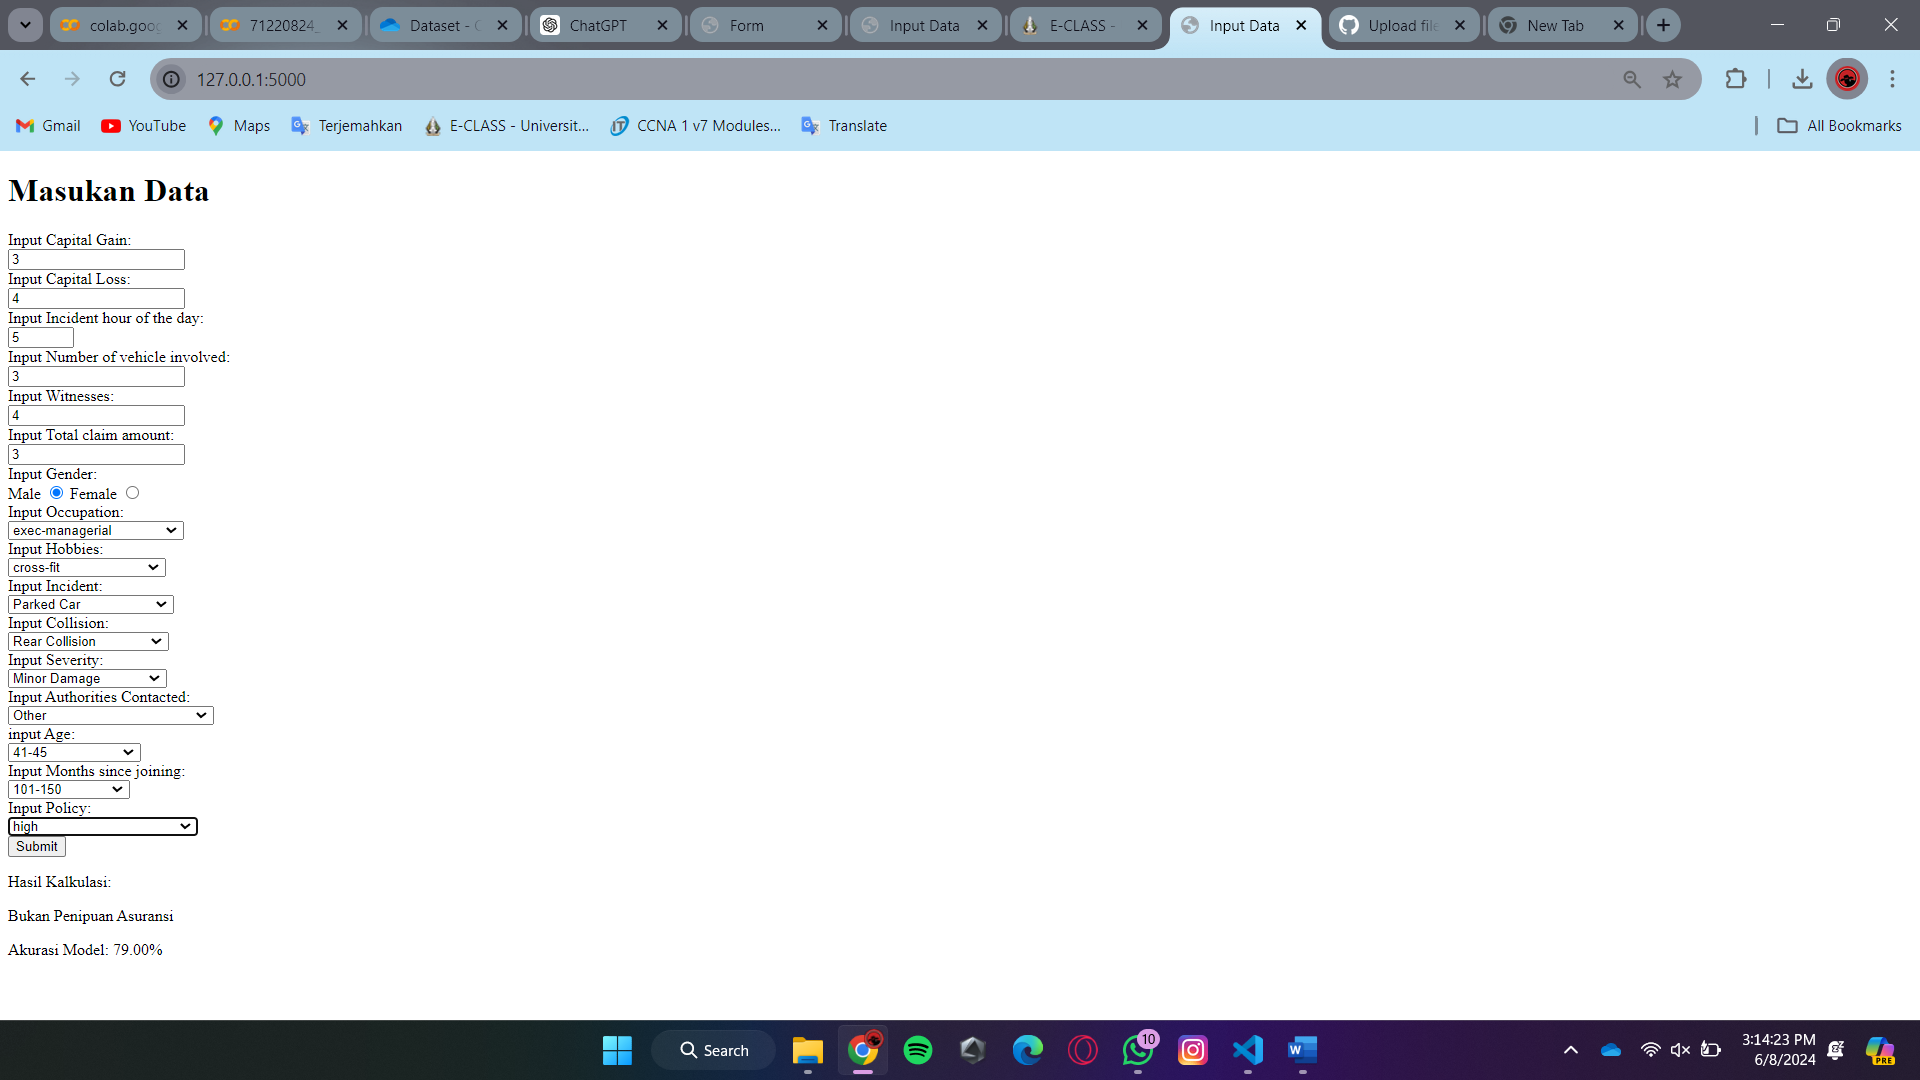 colab.goog
71220824_
Dataset - C
ChatGPT
Form
Input Data
E-CLASS -
Input Data
Upload file
New Tab
127.0.0.1:5000
Gmail
YouTube
Maps
Terjemahkan
E-CLASS - Universit...
CCNA 1 v7 Modules...
Translate
All Bookmarks
Masukan Data
Input Capital Gain:
3
Input Capital Loss:
4
Input Incident hour of the day:
5
Input Number of vehicle involved:
3
Input Witnesses:
4
Input Total claim amount:
3
Input Gender:
Male Female
Input Occupation:
exec-managerial
Input Hobbies:
cross-fit
Input Incident:
Parked Car
Input Collision:
Rear Collision
Input Severity:
Minor Damage
Input Authorities Contacted:
Other
input Age:
41-45
Input Months since joining:
101-150
Input Policy:
high
Submit
Hasil Kalkulasi:
Bukan Penipuan Asuransi
Akurasi Model: 79.00%
Search
10
3:14:23 PM
6/8/2024
PRE